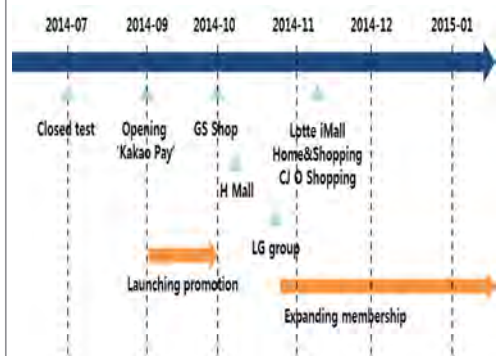 2014-07 2014-09 2014-10 2014-11 2014-12 2015-01
Closed test
Opening
'Kakao Pay'
GS Shop
Lotte iMall
Home&Shopping
CJ O Shopping
H Mall
LG group
Launching promotion
Expanding membership